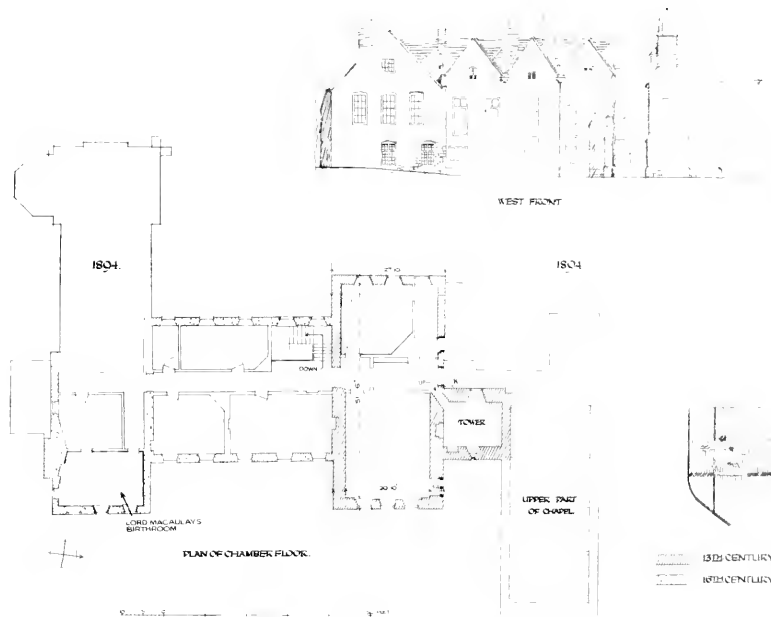 WEST FRONT
1894.
1894
DOWN
TOWER
UPPER PART
OF CHAPEL
LORD MACAULAYS
BIRTHROOM
PLAN OF CHAMBER FLOOR.
13TH CENTURY
16TH CENTURY